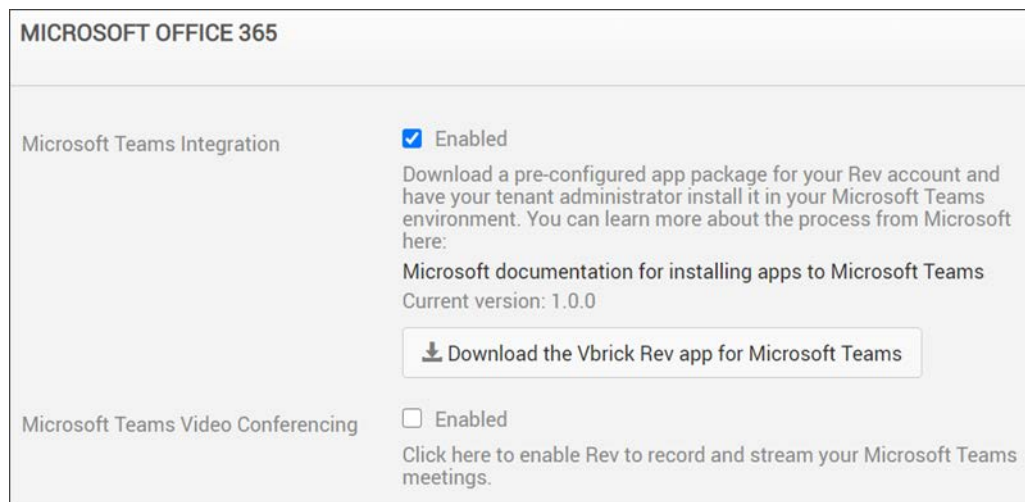 MICROSOFT OFFICE 365
Microsoft Teams Integration
Enabled
Download a pre-configured app package for your Rev account and
have your tenant administrator install it in your Microsoft Teams
environment. You can learn more about the process from Microsoft
here:
Microsoft documentation for installing apps to Microsoft Teams
Current version: 1.0.0
Download the Vbrick Rev app for Microsoft Teams
Microsoft Teams Video Conferencing
Enabled
Click here to enable Rev to record and stream your Microsoft Teams
meetings.